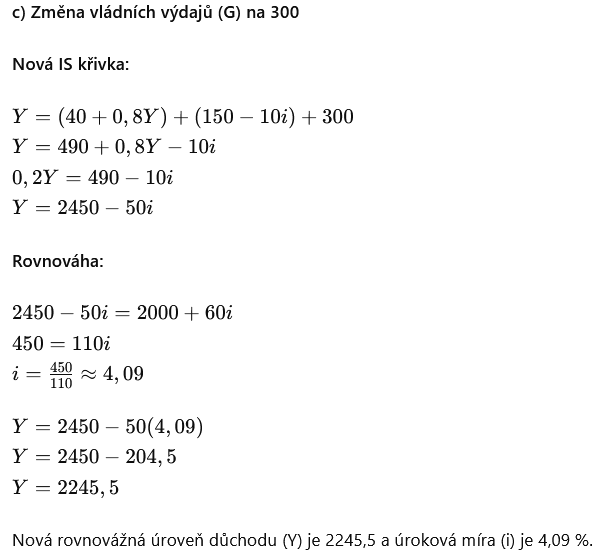 c) Změna vládních výdajů (G) na 300
Nová IS křivka:
Y = (40 + 0,8Y) + (150 − 10i) + 300
Y = 490 + 0,8Y − 10i
0,2Y = 490 − 10i
Y = 2450 − 50i
Rovnováha:
2450 − 50i = 2000 + 60i
450 = 110i
i = 450/110 ≈ 4,09
Y = 2450 − 50(4,09)
Y = 2450 − 204,5
Y = 2245,5
Nová rovnovážná úroveň důchodu (Y) je 2245,5 a úroková míra (i) je 4,09 %.